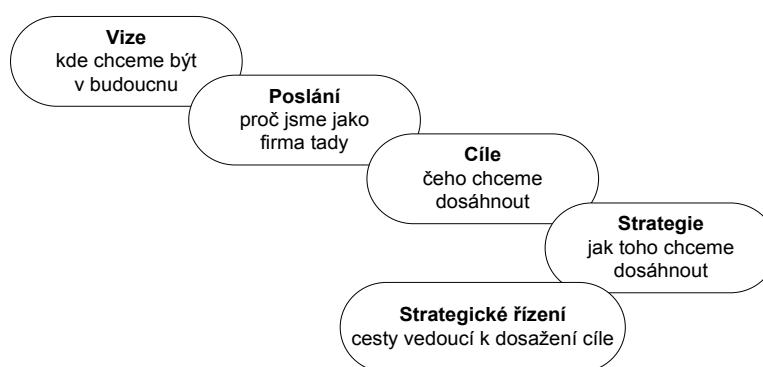 Vize
kde chceme být
v budoucnu
Poslání
proč jsme jako
firma tady
Cíle
čeho chceme
dosáhnout
Strategie
jak toho chceme
dosáhnout
Strategické řízení
cesty vedoucí k dosažení cíle